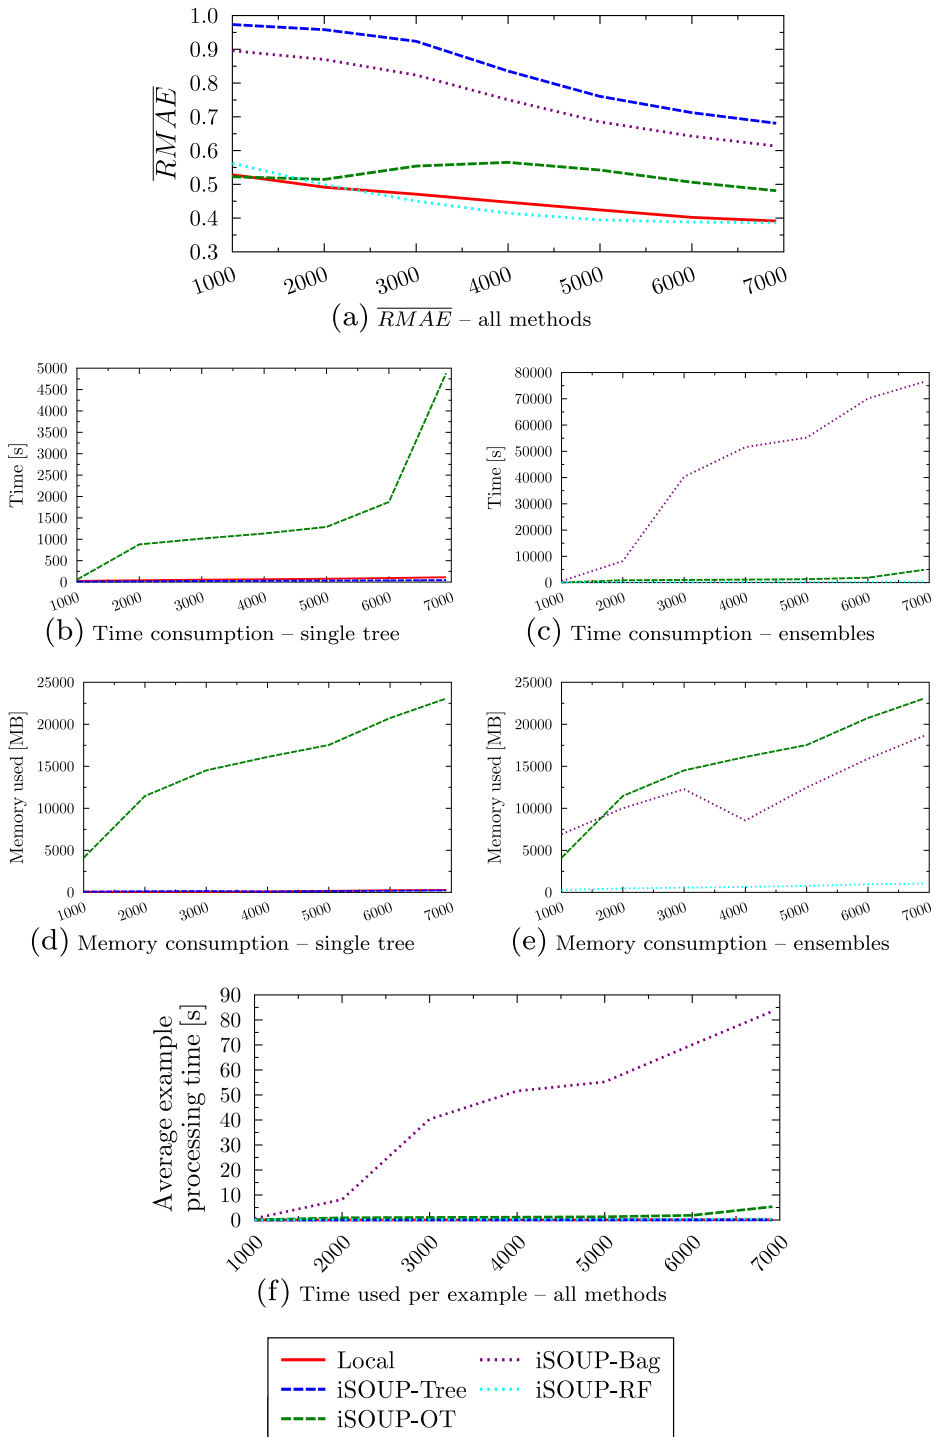 1.0
0.9
0.8
0.7
0.6
0.5
0.4
0.3
RMAE
1000 2000 3000 4000 5000 6000 7000
(a) RMAE – all methods
5000
4500
4000
3500
3000
2500
2000
1500
1000
500
0
Time [s]
1000 2000 3000 4000 5000 6000 7000
(b) Time consumption – single tree
80000
70000
60000
50000
40000
30000
20000
10000
0
Time [s]
1000 2000 3000 4000 5000 6000 7000
(c) Time consumption – ensembles
25000
20000
15000
10000
5000
0
Memory used [MB]
1000 2000 3000 4000 5000 6000 7000
(d) Memory consumption – single tree
25000
20000
15000
10000
5000
0
Memory used [MB]
1000 2000 3000 4000 5000 6000 7000
(e) Memory consumption – ensembles
90
80
70
60
50
40
30
20
10
0
Average example
processing time [s]
1000 2000 3000 4000 5000 6000 7000
(f) Time used per example – all methods
Local
iSOUP-Tree
iSOUP-OT
iSOUP-Bag
iSOUP-RF